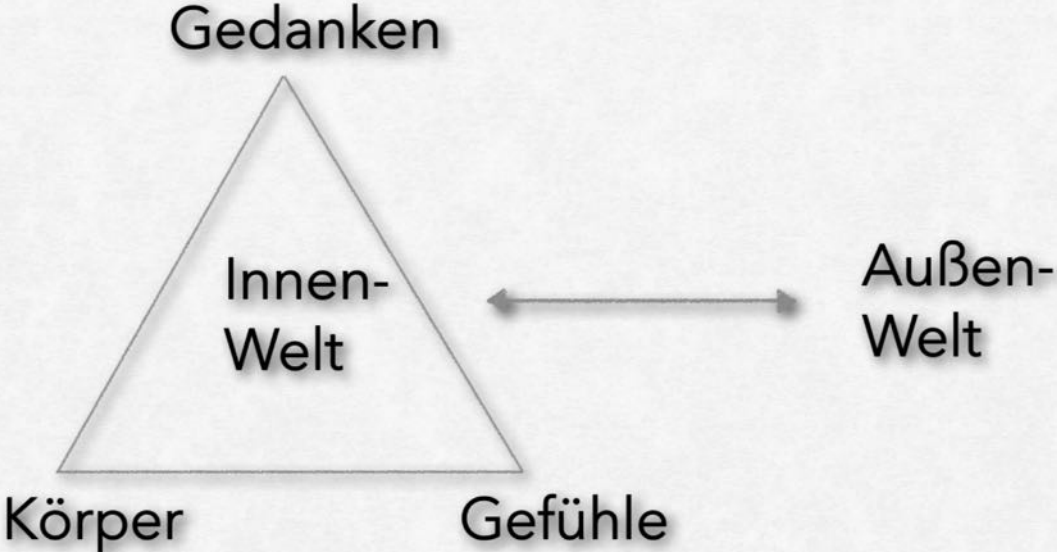 Gedanken
Innen-
Welt
Außen-
Welt
Körper
Gefühle